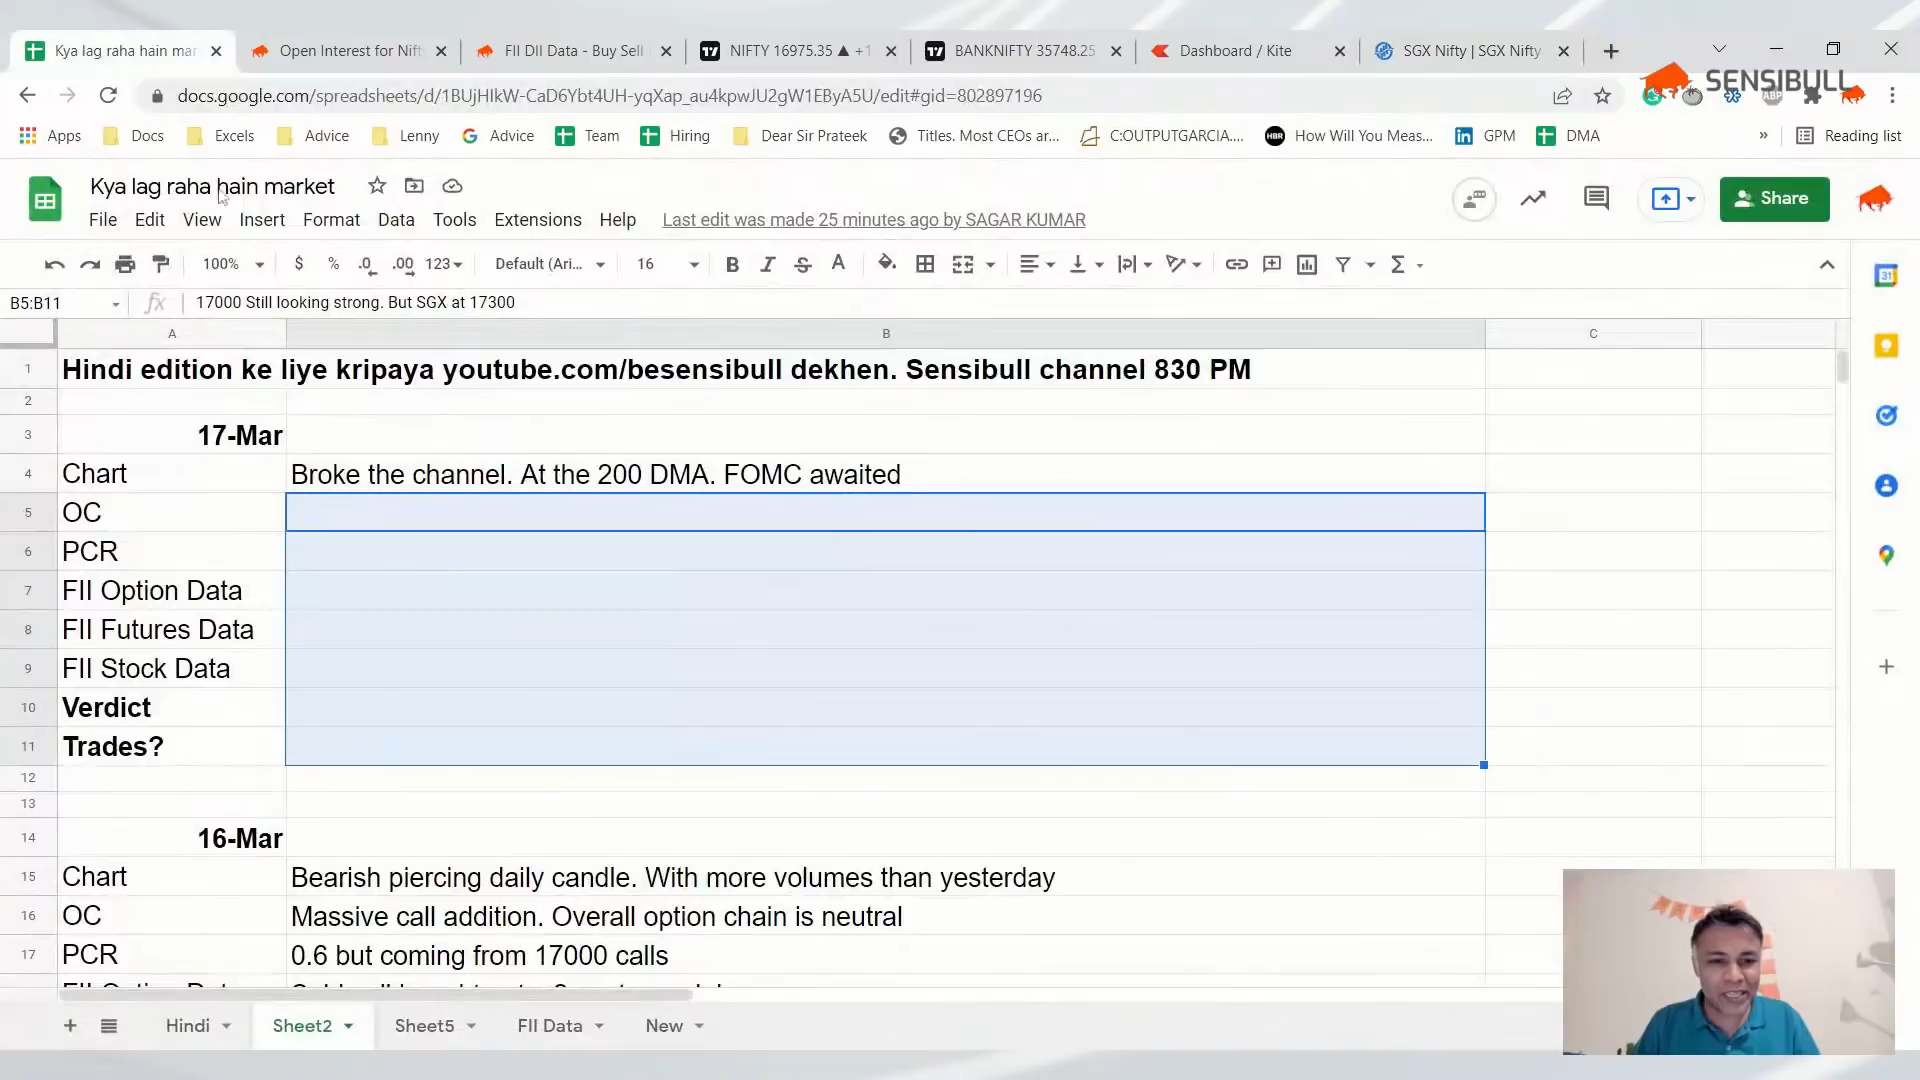 Kya lag raha hain mar
Open Interest for Nift
FII DII Data - Buy Sell
NIFTY 16975.35 ▲ +1
BANKNIFTY 35748.25
Dashboard / Kite
SGX Nifty | SGX Nifty
SENSIBULL
docs.google.com/spreadsheets/d/1BUjHIkW-CaD6Ybt4UH-yqXap_au4kpwJU2gW1EByA5U/edit#gid=802897196
Apps
Docs
Excels
Advice
Lenny
Advice
Team
Hiring
Dear Sir Prateek
Titles. Most CEOs ar...
C:OUTPUTGARCIA....
HBR
How Will You Meas...
GPM
DMA
»
Reading list
Kya lag raha hain market
File Edit View Insert Format Data Tools Extensions Help
Last edit was made 25 minutes ago by SAGAR KUMAR
Share
100% $ % .0 .00 123 Default (Ari... 16 B I S A Σ
B5:B11
fx
17000 Still looking strong. But SGX at 17300
A B C
1 Hindi edition ke liye kripaya youtube.com/besensibull dekhen. Sensibull channel 830 PM
2
3 17-Mar
4 Chart Broke the channel. At the 200 DMA. FOMC awaited
5 OC
6 PCR
7 FII Option Data
8 FII Futures Data
9 FII Stock Data
10 Verdict
11 Trades?
12
13
14 16-Mar
15 Chart Bearish piercing daily candle. With more volumes than yesterday
16 OC Massive call addition. Overall option chain is neutral
17 PCR 0.6 but coming from 17000 calls
Hindi
Sheet2
Sheet5
FII Data
New